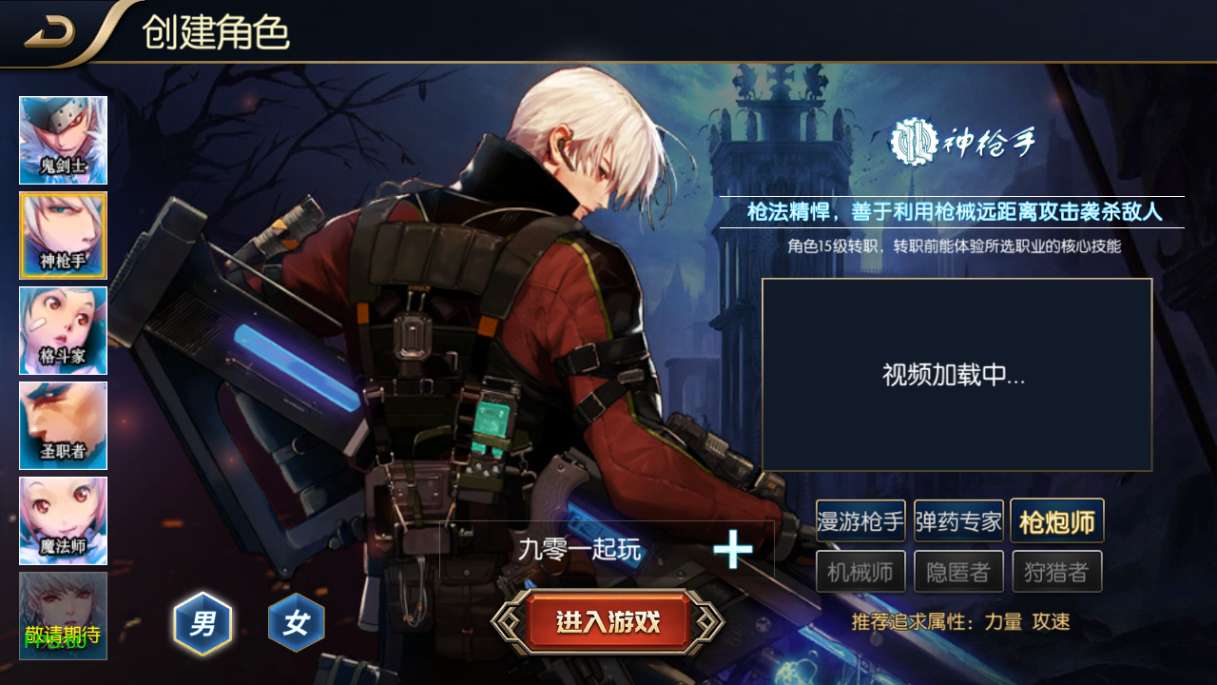 创建角色
鬼剑士
神枪手
格斗家
圣职者
魔法师
敬请期待
男
女
九零一起玩
进入游戏
神枪手
枪法精悍，善于利用枪械远距离攻击袭杀敌人
角色15级转职，转职前能体验所选职业的核心技能
视频加载中...
漫游枪手 弹药专家 枪炮师
机械师 隐匿者 狩猎者
推荐追求属性：力量 攻速